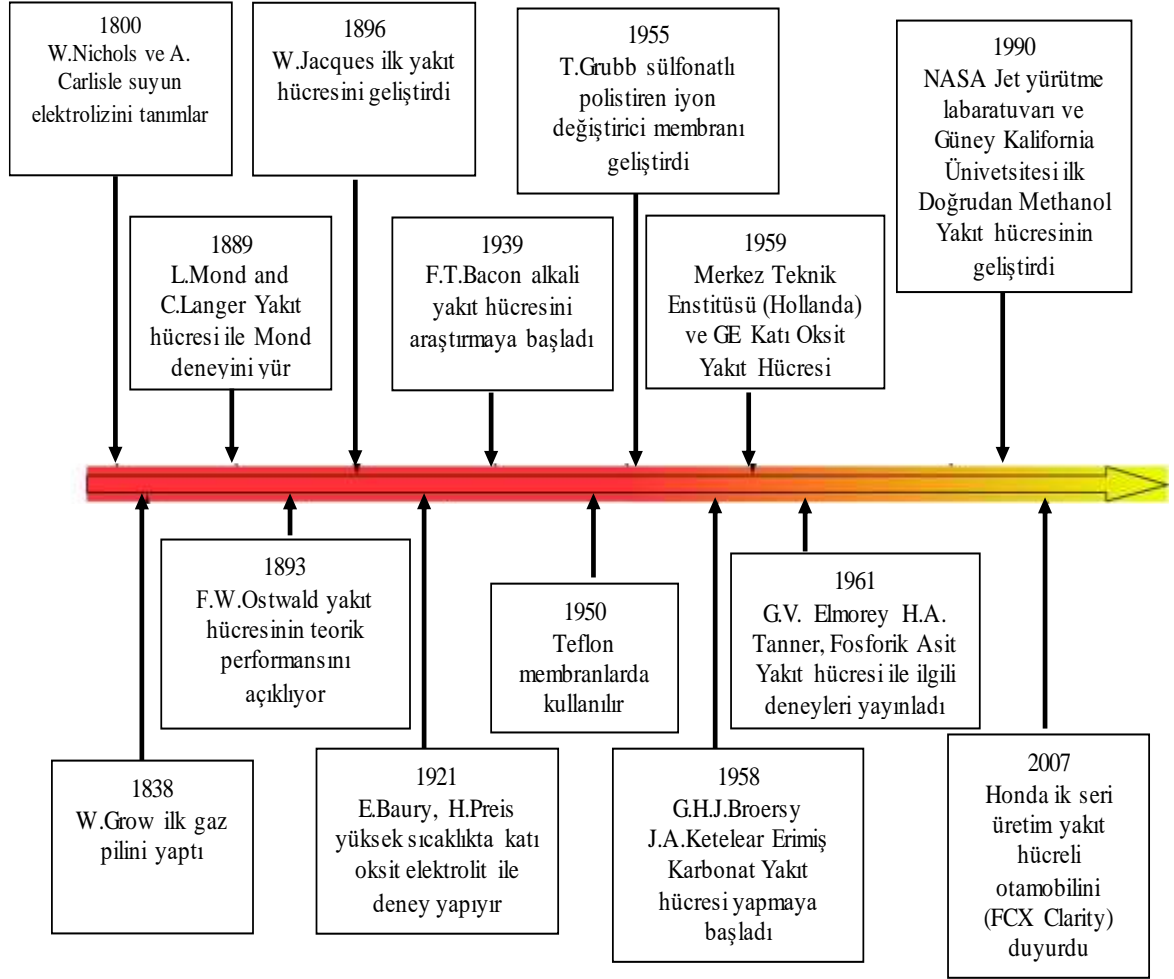 1800
W.Nichols ve A.
Carlisle suyun
elektrolizini tanımlar
1896
W.Jacques ilk yakıt
hücresini geliştirdi
1955
T.Grubb sülfonatlı
polistiren iyon
değiştirici membranı
geliştirdi
1990
NASA Jet yürütme
labaratuvarı ve
Güney Kalifornia
Ünivetsitesi ilk
Doğrudan Methanol
Yakıt hücresinin
geliştirdi
1889
L.Mond and
C.Langer Yakıt
hücresi ile Mond
deneyini yür
1939
F.T.Bacon alkali
yakıt hücresini
araştırmaya başladı
1959
Merkez Teknik
Enstitüsü (Hollanda)
ve GE Katı Oksit
Yakıt Hücresi
1893
F.W.Ostwald yakıt
hücresinin teorik
performansını
açıklıyor
1950
Teflon
membranlarda
kullanılır
1961
G.V. Elmorey H.A.
Tanner, Fosforik Asit
Yakıt hücresi ile ilgili
deneyleri yayınladı
1838
W.Grow ilk gaz
pilini yaptı
1921
E.Baury, H.Preis
yüksek sıcaklıkta katı
oksit elektrolit ile
deney yapıyır
1958
G.H.J.Broersy
J.A.Ketelear Erimiş
Karbonat Yakıt
hücresi yapmaya
başladı
2007
Honda ik seri
üretim yakıt
hücreli
otamobilini
(FCX Clarity)
duyurdu